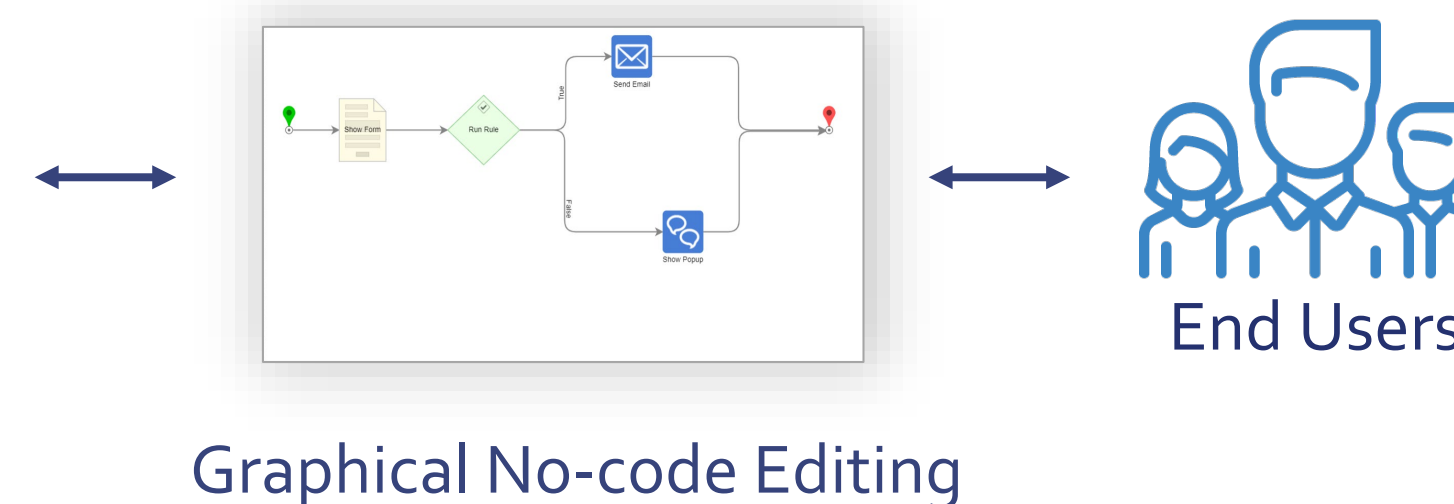 Send Email
True
Show Form
Run Rule
False
Show Popup
End Users
Graphical No-code Editing